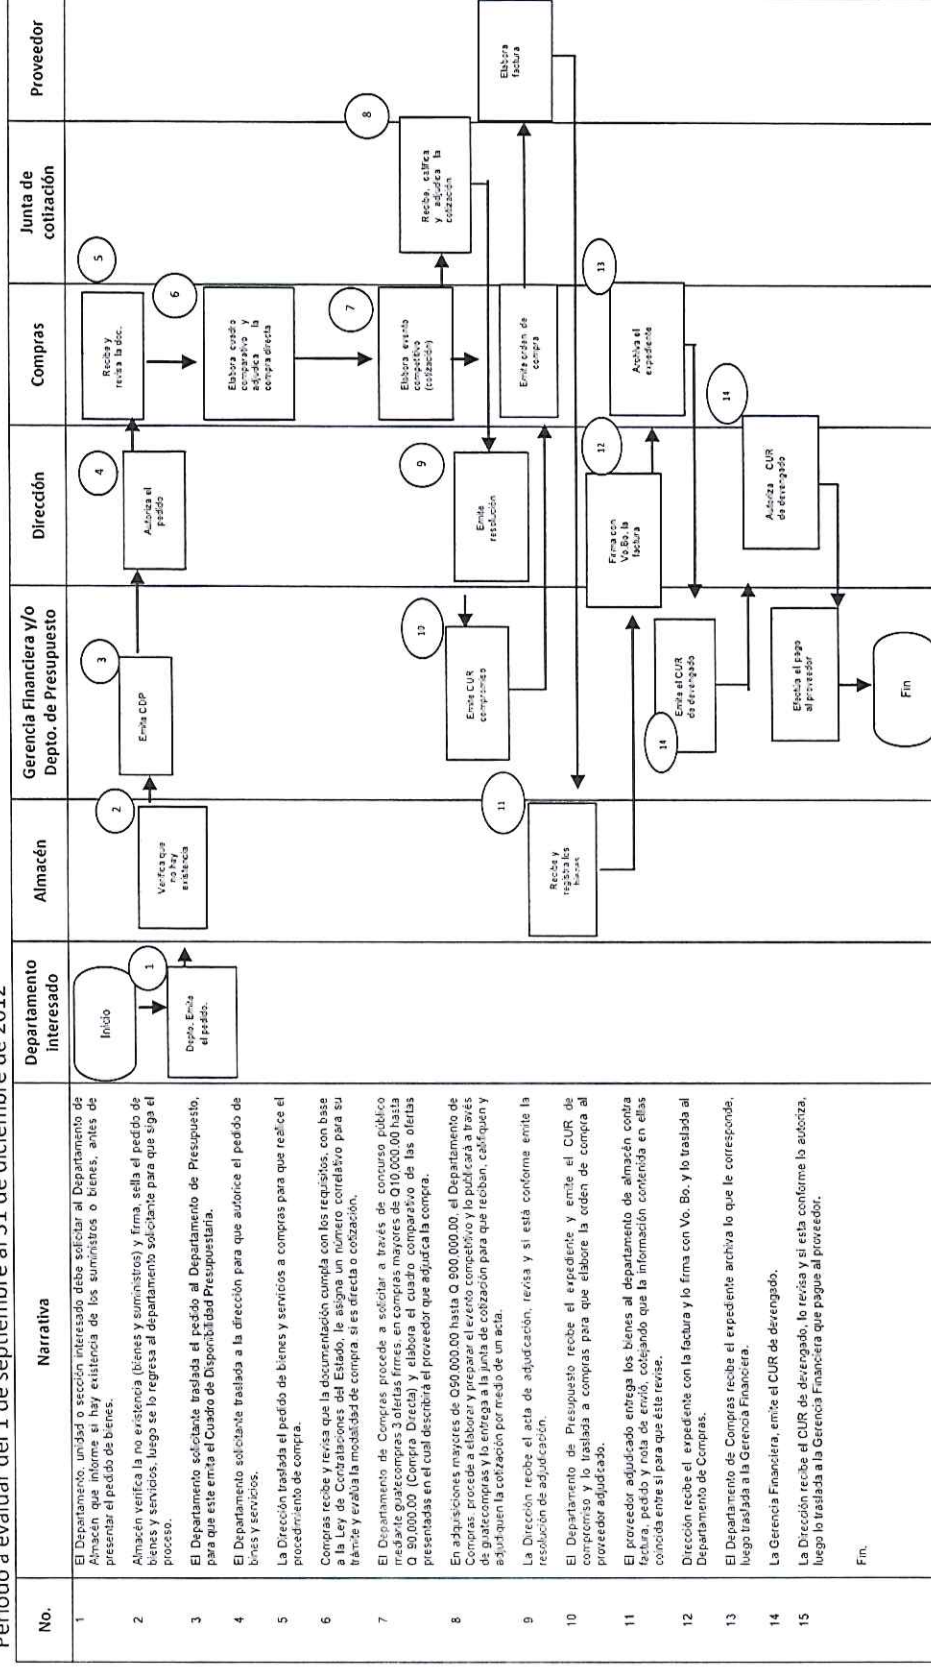 Período a evaluar del 1 de septiembre al 31 de diciembre de 2012
No.
Narrativa
Departamento
interesado
Almacén
Gerencia Financiera y/o
Depto. de Presupuesto
Dirección
Compras
Junta de
cotización
Proveedor
1
El Departamento, unidad o sección interesado debe solicitar al Departamento de
Almacén que informe si hay existencia de los suministros o bienes, antes de
presentar el pedido de bienes.
2
Almacén verifica la no existencia (bienes y suministros) y firma, sella el pedido de
bienes y servicios, luego se lo regresa al departamento solicitante para que siga el
proceso.
3
El Departamento solicitante traslada el pedido al Departamento de Presupuesto,
para que este emita el Cuadro de Disponibilidad Presupuestaria.
4
El Departamento solicitante traslada a la dirección para que autorice el pedido de
bines y servicios.
5
La Dirección traslada el pedido de bienes y servicios a compras para que realice el
procedimiento de compra.
6
Compras recibe y revisa que la documentación cumpla con los requisitos, con base
a la Ley de Contrataciones del Estado, le asigna un número correlativo para su
trámite y evalúa la modalidad de compra, si es directa o cotización.
7
El Departamento de Compras procede a solicitar a través de concurso público
mediante guatecompras 3 ofertas firmes, en compras mayores de Q10,000.00 hasta
Q 90,000.00 (Compra Directa) y elabora el cuadro comparativo de las ofertas
presentadas en el cual describirá el proveedor que adjudica la compra.
8
En adquisiciones mayores de Q90,000.00 hasta Q 900,000.00, el Departamento de
Compras, procede a elaborar y preparar el evento competitivo y lo publicará a través
de guatecompras y lo entrega a la junta de cotización para que reciban, califiquen y
adjudiquen la cotización por medio de un acta.
9
La Dirección recibe el acta de adjudicación, revisa y si está conforme emite la
resolución de adjudicación.
10
El Departamento de Presupuesto recibe el expediente y emite el CUR de
compromiso y lo traslada a compras para que elabore la orden de compra al
proveedor adjudicado.
11
El proveedor adjudicado entrega los bienes al departamento de almacén contra
factura, pedido y nota de envió, cotejando que la información contenida en ellas
coincida entre si para que éste revise.
12
Dirección recibe el expediente con la factura y lo firma con Vo. Bo. y lo traslada al
Departamento de Compras.
13
El Departamento de Compras recibe el expediente archiva lo que le corresponde,
luego traslada a la Gerencia Financiera.
14
La Gerencia Financiera, emite el CUR de devengado.
15
La Dirección recibe el CUR de devengado, lo revisa y si esta conforme lo autoriza,
luego lo traslada a la Gerencia Financiera que pague al proveedor.
Fin.
Inicio
1
Depto. Emite
el pedido.
2
Verifica que
no hay
existencia
3
Emite CDP
4
Autoriza el
pedido
5
Recibe y
revisa la doc.
6
Elabora cuadro
comparativo y
adjudica la
compra directa
7
Elabora evento
competitivo
(cotización)
8
Recibe, califica
y adjudica la
cotización
9
Emite
resolución
10
Emite CUR
compromiso
Emite orden de
compra
Elabora
factura
11
Recibe y
registra los
bienes
12
Firma con
Vo.Bo. la
factura
13
Archiva el
expediente
14
Emite el CUR
de devengado
14
Autoriza CUR
de devengado
Efectúa el pago
al proveedor
Fin